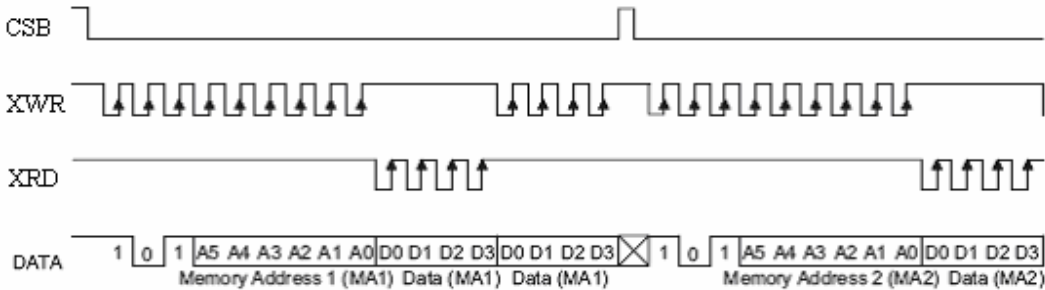 CSB
XWR
XRD
DATA 1 0 1 A5 A4 A3 A2 A1 A0 D0 D1 D2 D3 D0 D1 D2 D3 1 0 1 A5 A4 A3 A2 A1 A0 D0 D1 D2 D3
Memory Address 1 (MA1) Data (MA1) Data (MA1) Memory Address 2 (MA2) Data (MA2)